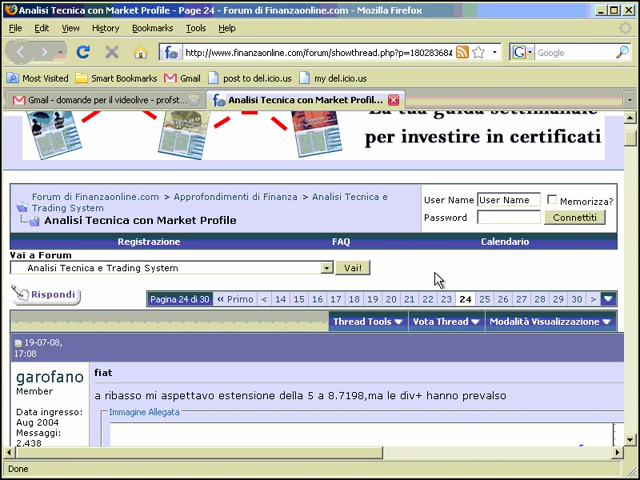 Analisi Tecnica con Market Profile - Page 24 - Forum di Finanzaonline.com - Mozilla Firefox
File Edit View History Bookmarks Tools Help
http://www.finanzaonline.com/forum/showthread.php?p=18028368
Google
Most Visited Smart Bookmarks Gmail post to del.icio.us my del.icio.us
Gmail - domande per il videolive - profst...
Analisi Tecnica con Market Profil...
La tua guida settimanale
per investire in certificati
Forum di Finanzaonline.com > Approfondimenti di Finanza > Analisi Tecnica e
Trading System
Analisi Tecnica con Market Profile
User Name User Name Memorizza?
Password Connettiti
Registrazione FAQ Calendario
Vai a Forum
Analisi Tecnica e Trading System Vai!
Rispondi
Pagina 24 di 30 « Primo < 14 15 16 17 18 19 20 21 22 23 24 25 26 27 28 29 30 >
Thread Tools Vota Thread Modalità Visualizzazione
19-07-08,
17:08
garofano
Member
Data ingresso:
Aug 2004
Messaggi:
2.438
fiat
a ribasso mi aspettavo estensione della 5 a 8.7198,ma le div+ hanno prevalso
Immagine Allegata
Done